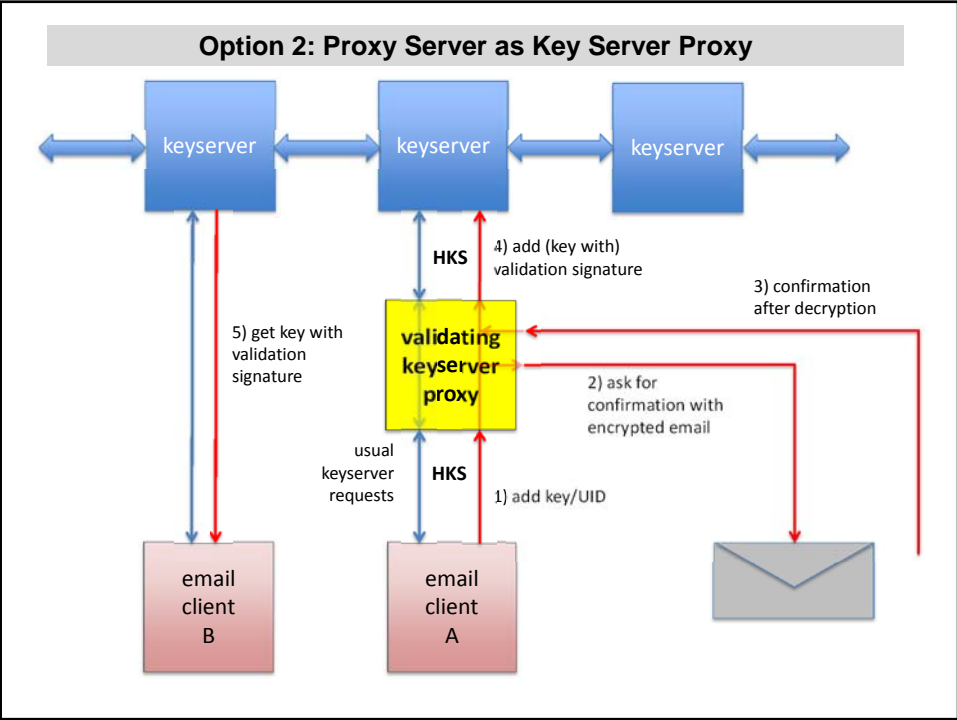 Option 2: Proxy Server as Key Server Proxy
keyserver
keyserver
keyserver
HKS
4) add (key with)
validation signature
3) confirmation
after decryption
5) get key with
validation
signature
validating
keyserver
proxy
2) ask for
confirmation with
encrypted email
usual
keyserver
requests
HKS
1) add key/UID
email
client
B
email
client
A